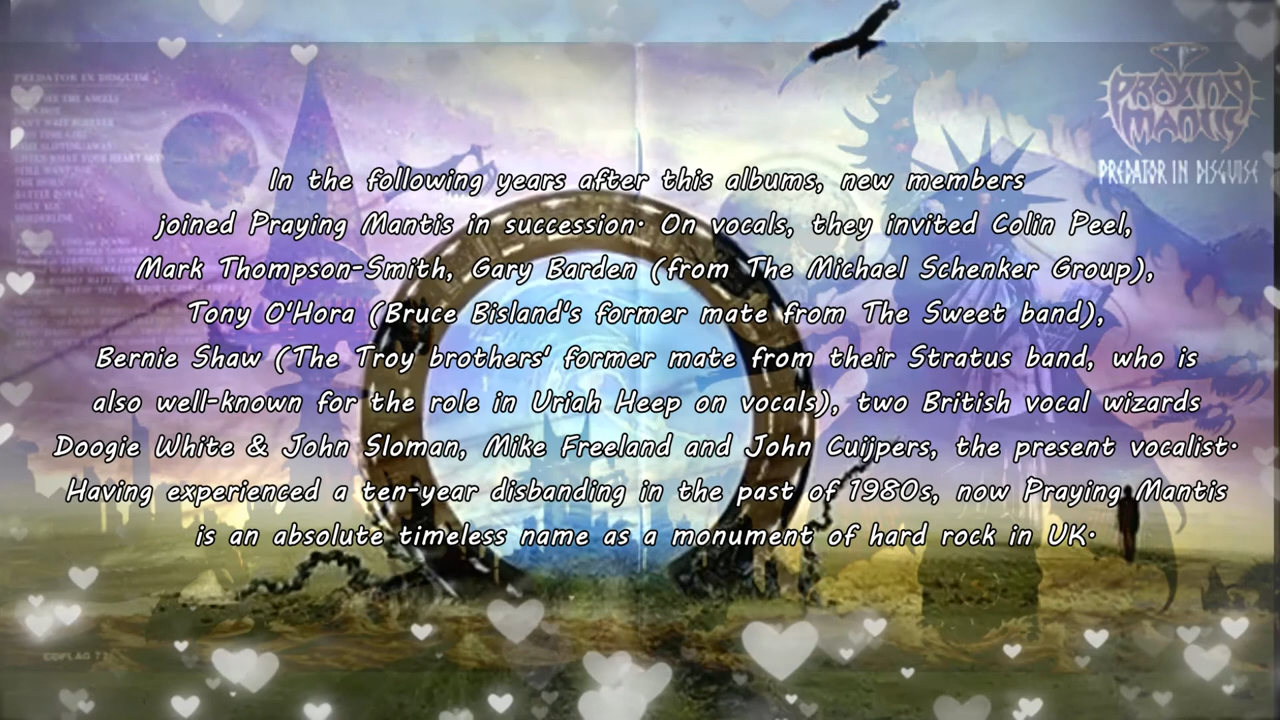 PREDATOR IN DISGUISE
PRAYING
MANTIS
PREDATOR IN DISGUISE
In the following years after this albums, new members
joined Praying Mantis in succession. On vocals, they invited Colin Peel,
Mark Thompson-Smith, Gary Barden (from The Michael Schenker Group),
Tony O'Hora (Bruce Bisland's former mate from The Sweet band),
Bernie Shaw (The Troy brothers' former mate from their Stratus band, who is
also well-known for the role in Uriah Heep on vocals), two British vocal wizards
Doogie White & John Sloman, Mike Freeland and John Cuijpers, the present vocalist.
Having experienced a ten-year disbanding in the past of 1980s, now Praying Mantis
is an absolute timeless name as a monument of hard rock in UK.